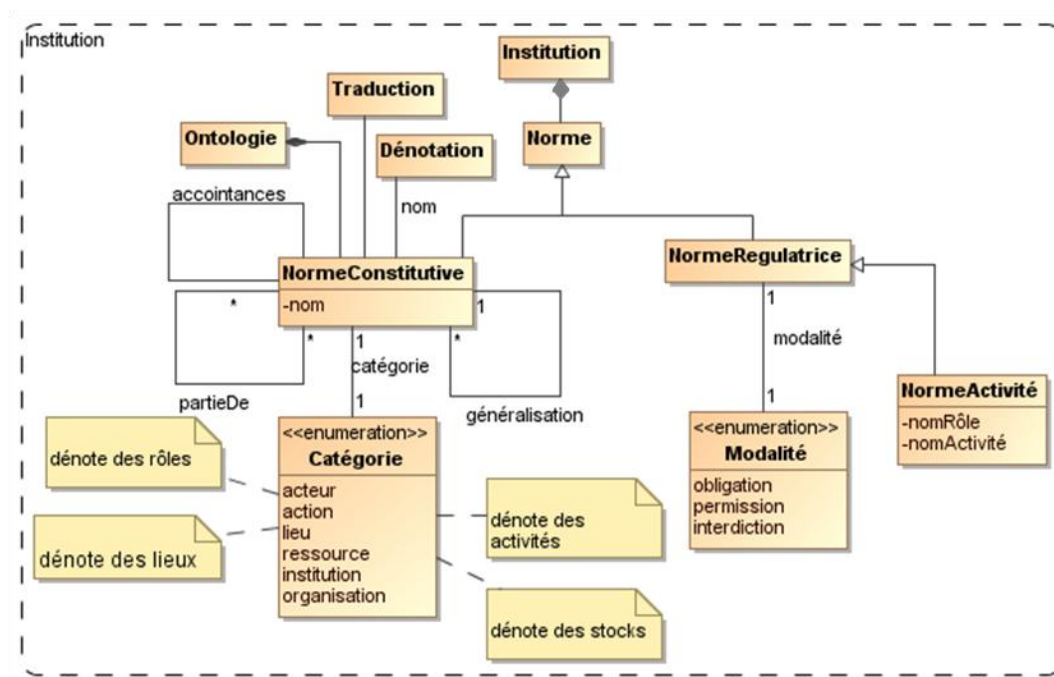 Institution
Institution
Traduction
Norme
Ontologie
Dénotation
accointances
nom
NormeConstitutive
-nom
NormeRegulatrice
*
1
1
*
1
*
catégorie
modalité
partieDe
1
généralisation
1
NormeActivité
-nomRôle
-nomActivité
<<enumeration>>
Catégorie
acteur
action
lieu
ressource
institution
organisation
<<enumeration>>
Modalité
obligation
permission
interdiction
dénote des rôles
dénote des lieux
dénote des
activités
dénote des stocks